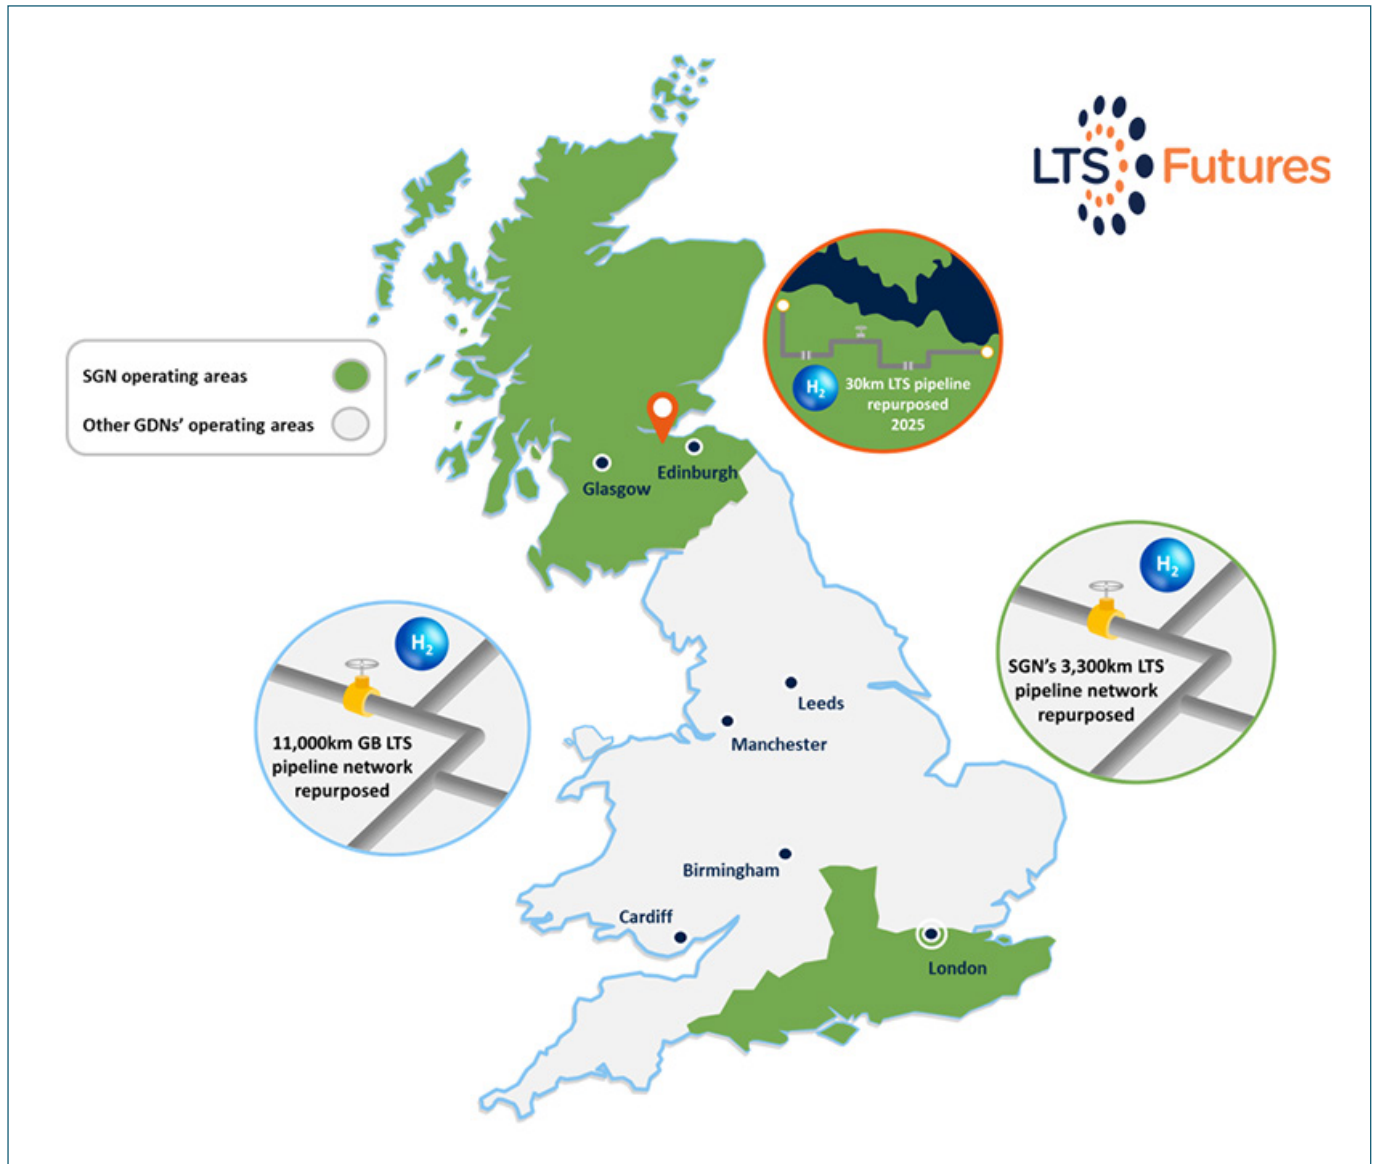 LTS Futures
SGN operating areas
Other GDNs' operating areas
H2
30km LTS pipeline
repurposed
2025
Edinburgh
Glasgow
H2
SGN's 3,300km LTS
pipeline network
repurposed
H2
11,000km GB LTS
pipeline network
repurposed
Leeds
Manchester
Birmingham
Cardiff
London